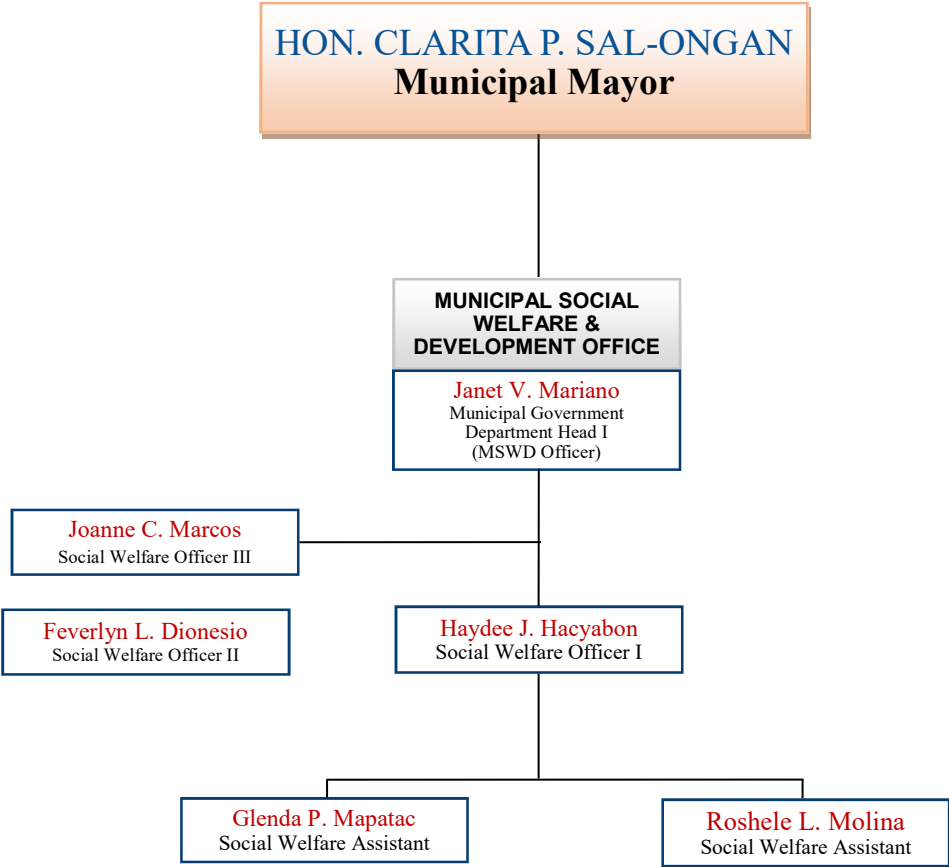 HON. CLARITA P. SAL-ONGAN
Municipal Mayor
MUNICIPAL SOCIAL
WELFARE &
DEVELOPMENT OFFICE
Janet V. Mariano
Municipal Government
Department Head I
(MSWD Officer)
Joanne C. Marcos
Social Welfare Officer III
Feverlyn L. Dionesio
Social Welfare Officer II
Haydee J. Hacyabon
Social Welfare Officer I
Glenda P. Mapatac
Social Welfare Assistant
Roshele L. Molina
Social Welfare Assistant